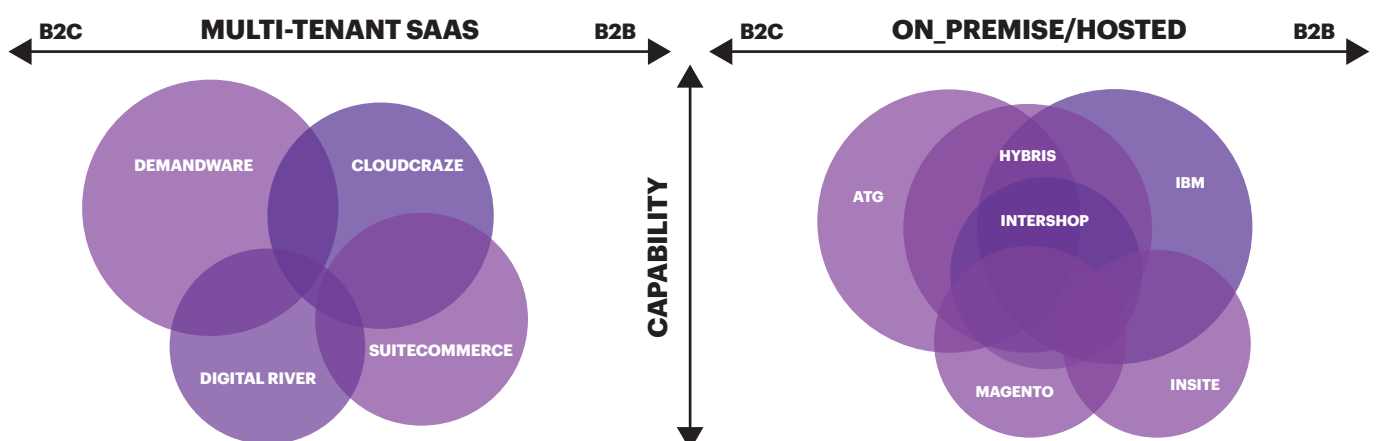 B2C MULTI-TENANT SAAS B2B
B2C ON_PREMISE/HOSTED B2B
DEMANDWARE
CLOUDCRAZE
DIGITAL RIVER
SUITECOMMERCE
CAPABILITY
HYBRIS
ATG
IBM
INTERSHOP
MAGENTO
INSITE